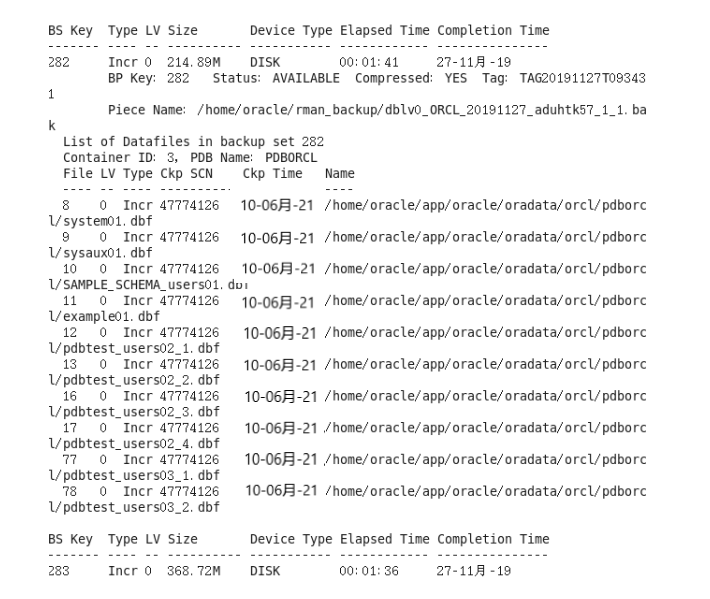 BS Key  Type LV Size       Device Type Elapsed Time Completion Time
------- ---- -- ---------- ----------- ------------ ---------------
282     Incr 0  214.89M    DISK        00:01:41     27-11月-19
        BP Key: 282   Status: AVAILABLE  Compressed: YES  Tag: TAG20191127T09343
1
        Piece Name: /home/oracle/rman_backup/dblv0_ORCL_20191127_aduhtk57_1_1.ba
k
  List of Datafiles in backup set 282
  Container ID: 3, PDB Name: PDBORCL
  File LV Type Ckp SCN    Ckp Time   Name
  ---- -- ---- ----------            ----
  8    0  Incr 47774126   10-06月-21 /home/oracle/app/oracle/oradata/orcl/pdborc
l/system01.dbf
  9    0  Incr 47774126   10-06月-21 /home/oracle/app/oracle/oradata/orcl/pdborc
l/sysaux01.dbf
  10   0  Incr 47774126   10-06月-21 /home/oracle/app/oracle/oradata/orcl/pdborc
l/SAMPLE_SCHEMA_users01.dbf
  11   0  Incr 47774126   10-06月-21 /home/oracle/app/oracle/oradata/orcl/pdborc
l/example01.dbf
  12   0  Incr 47774126   10-06月-21 /home/oracle/app/oracle/oradata/orcl/pdborc
l/pdbtest_users02_1.dbf
  13   0  Incr 47774126   10-06月-21 /home/oracle/app/oracle/oradata/orcl/pdborc
l/pdbtest_users02_2.dbf
  16   0  Incr 47774126   10-06月-21 /home/oracle/app/oracle/oradata/orcl/pdborc
l/pdbtest_users02_3.dbf
  17   0  Incr 47774126   10-06月-21 /home/oracle/app/oracle/oradata/orcl/pdborc
l/pdbtest_users02_4.dbf
  77   0  Incr 47774126   10-06月-21 /home/oracle/app/oracle/oradata/orcl/pdborc
l/pdbtest_users03_1.dbf
  78   0  Incr 47774126   10-06月-21 /home/oracle/app/oracle/oradata/orcl/pdborc
l/pdbtest_users03_2.dbf
BS Key  Type LV Size       Device Type Elapsed Time Completion Time
------- ---- -- ---------- ----------- ------------ ---------------
283     Incr 0  368.72M    DISK        00:01:36     27-11月-19